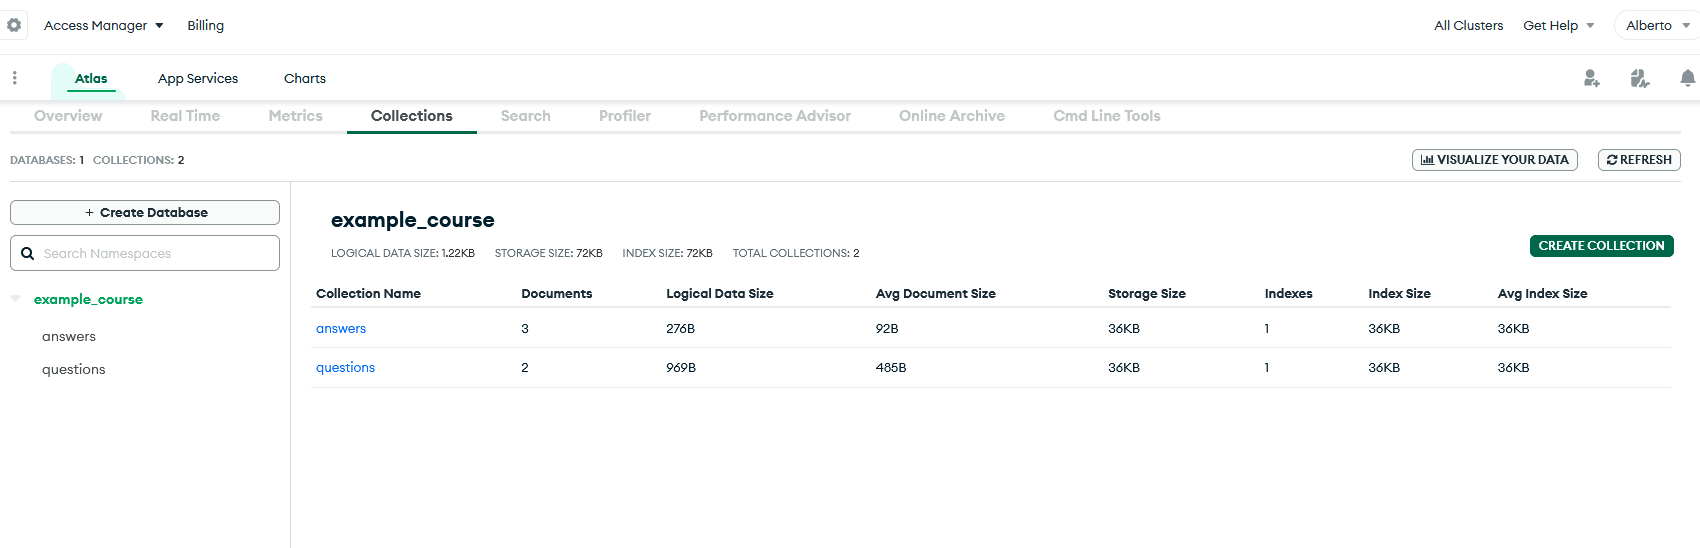 Access Manager Billing All Clusters Get Help Alberto
Atlas App Services Charts
Overview Real Time Metrics Collections Search Profiler Performance Advisor Online Archive Cmd Line Tools
DATABASES: 1 COLLECTIONS: 2 VISUALIZE YOUR DATA REFRESH
+ Create Database
Search Namespaces
example_course
answers
questions
example_course
LOGICAL DATA SIZE: 1.22KB STORAGE SIZE: 72KB INDEX SIZE: 72KB TOTAL COLLECTIONS: 2
CREATE COLLECTION
Collection Name Documents Logical Data Size Avg Document Size Storage Size Indexes Index Size Avg Index Size
answers 3 276B 92B 36KB 1 36KB 36KB
questions 2 969B 485B 36KB 1 36KB 36KB